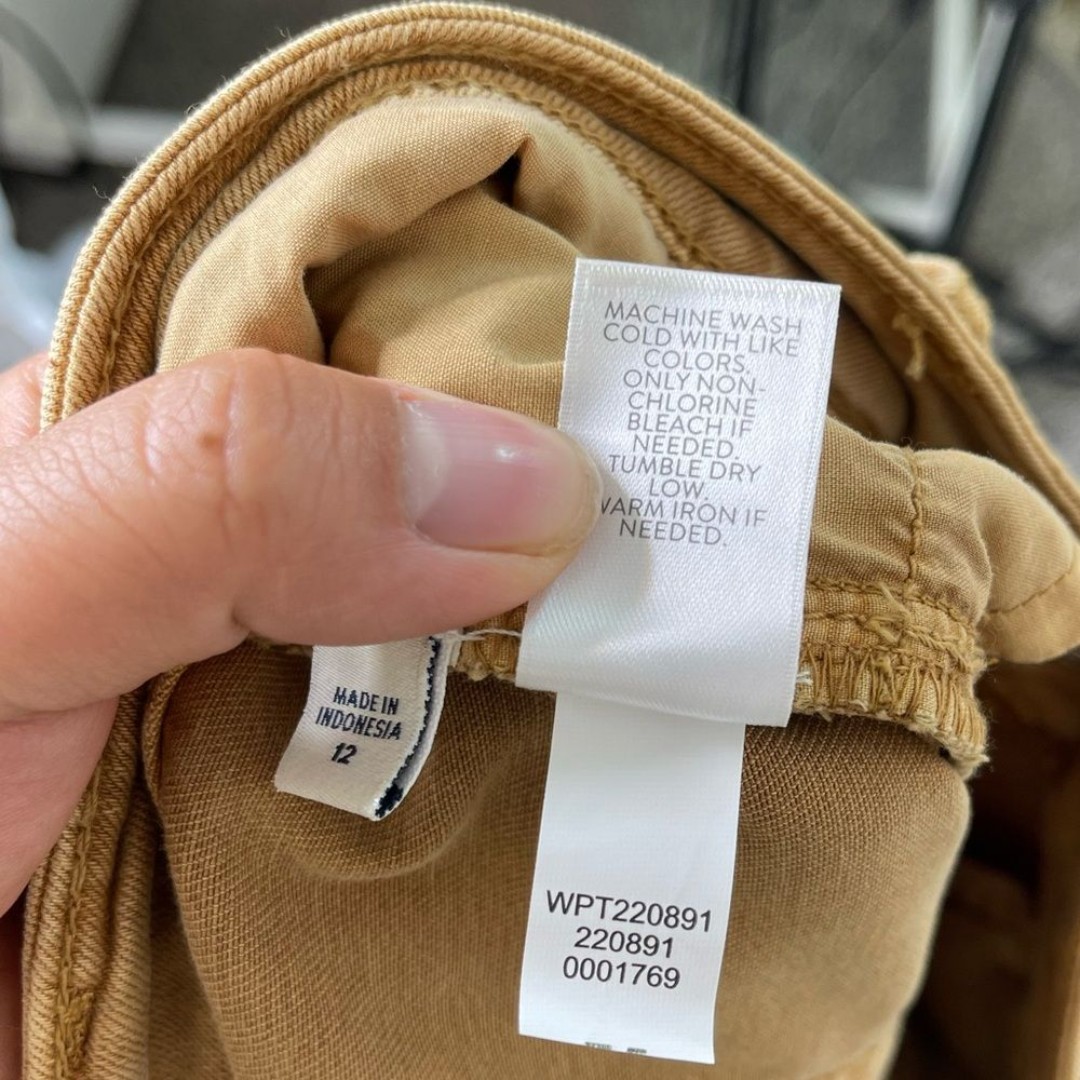 MACHINE WASH
COLD WITH LIKE
COLORS.
ONLY NON-
CHLORINE
BLEACH IF
NEEDED.
TUMBLE DRY
LOW.
WARM IRON IF
NEEDED.
MADE IN
INDONESIA
12
WPT220891
220891
0001769